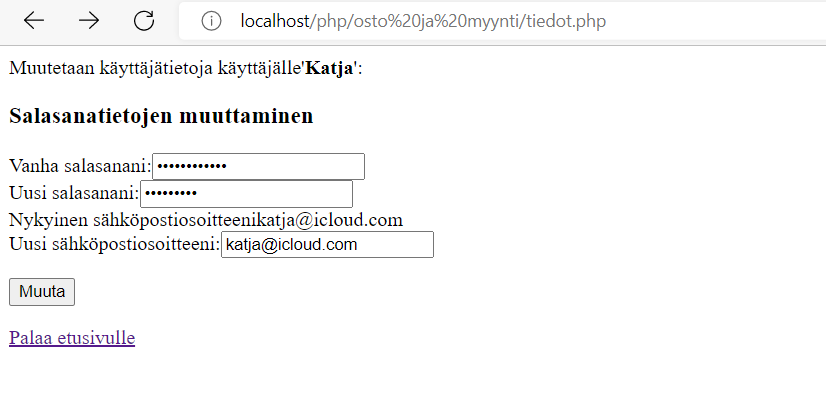 localhost/php/osto%20ja%20myynti/tiedot.php
Muutetaan käyttäjätietoja käyttäjälle'Katja':
Salasanatietojen muuttaminen
Vanha salasanani: ••••••••••••
Uusi salasanani: •••••••••
Nykyinen sähköpostiosoitteenikatja@icloud.com
Uusi sähköpostiosoitteeni: katja@icloud.com
Muuta
Palaa etusivulle